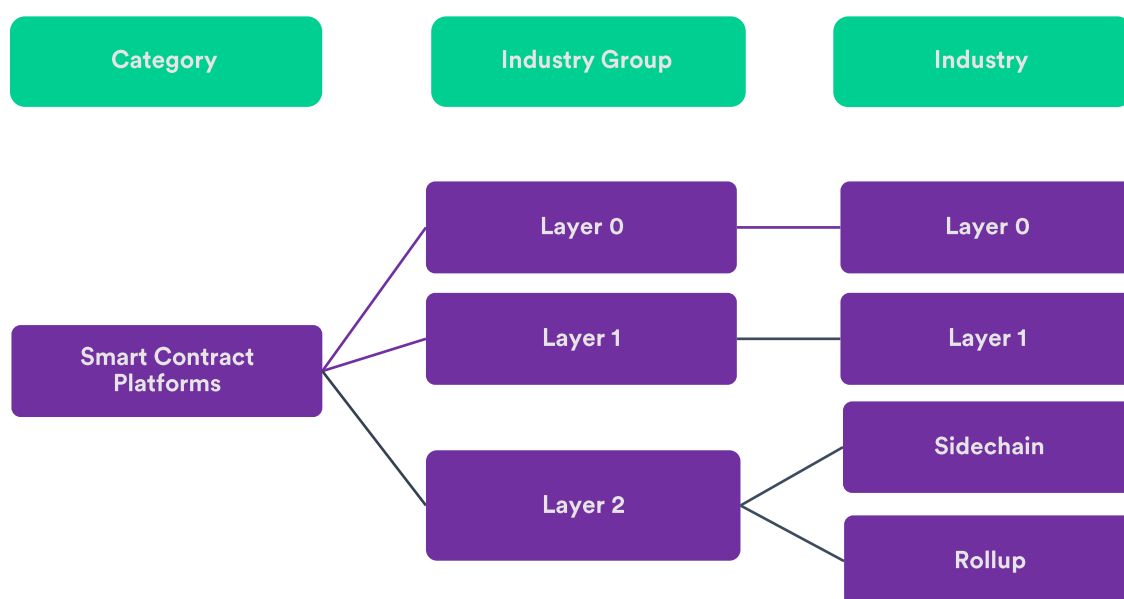 Category
Industry Group
Industry
Layer 0
Layer 0
Layer 1
Layer 1
Smart Contract
Platforms
Sidechain
Layer 2
Rollup